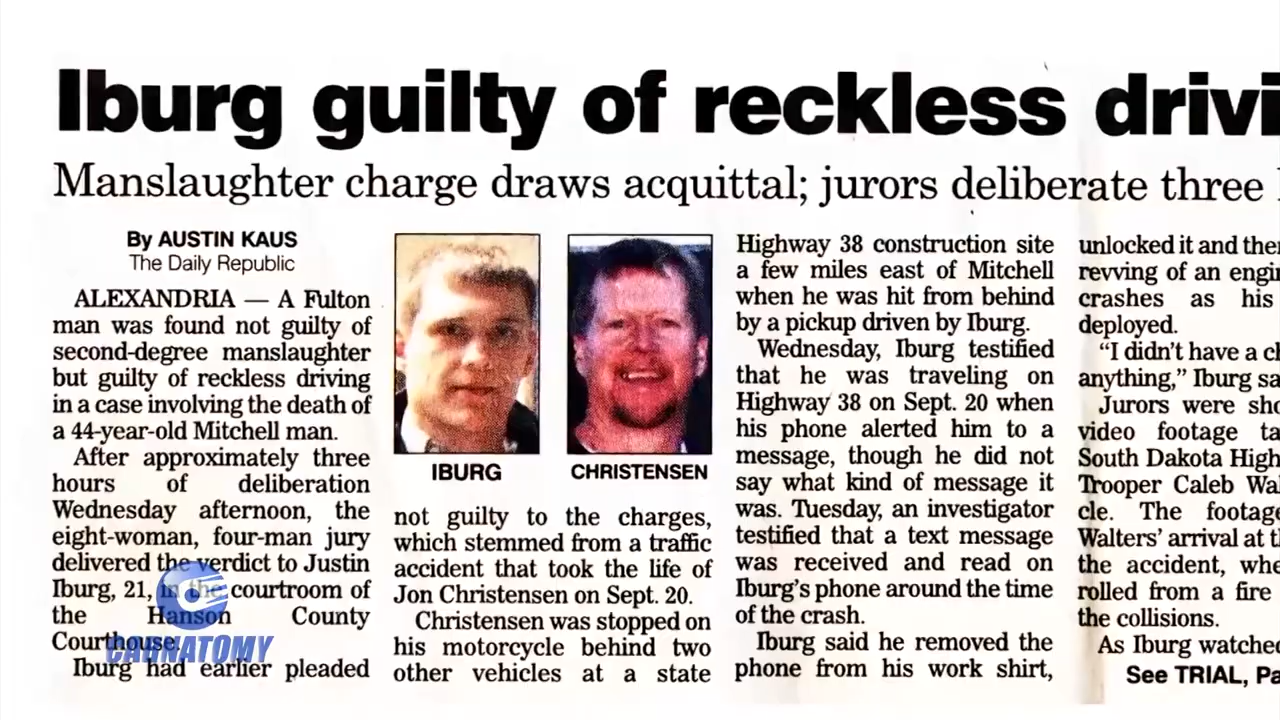 Iburg guilty of reckless drivi
Manslaughter charge draws acquittal; jurors deliberate three
By AUSTIN KAUS
The Daily Republic
ALEXANDRIA — A Fulton
man was found not guilty of
second-degree manslaughter
but guilty of reckless driving
in a case involving the death of
a 44-year-old Mitchell man.
After approximately three
hours of deliberation
Wednesday afternoon, the
eight-woman, four-man jury
delivered the verdict to Justin
Iburg, 21, in the courtroom of
the Hanson County
Courthouse.
Iburg had earlier pleaded
IBURG
CHRISTENSEN
not guilty to the charges,
which stemmed from a traffic
accident that took the life of
Jon Christensen on Sept. 20.
Christensen was stopped on
his motorcycle behind two
other vehicles at a state
Highway 38 construction site
a few miles east of Mitchell
when he was hit from behind
by a pickup driven by Iburg.
Wednesday, Iburg testified
that he was traveling on
Highway 38 on Sept. 20 when
his phone alerted him to a
message, though he did not
say what kind of message it
was. Tuesday, an investigator
testified that a text message
was received and read on
Iburg's phone around the time
of the crash.
Iburg said he removed the
phone from his work shirt,
unlocked it and the
revving of an engi
crashes as his
deployed.
"I didn't have a c
anything," Iburg sa
Jurors were sho
video footage ta
South Dakota High
Trooper Caleb Wa
cle. The footage
Walters' arrival at t
the accident, whe
rolled from a fire
the collisions.
As Iburg watched
See TRIAL, Pa
CRUNATOMY